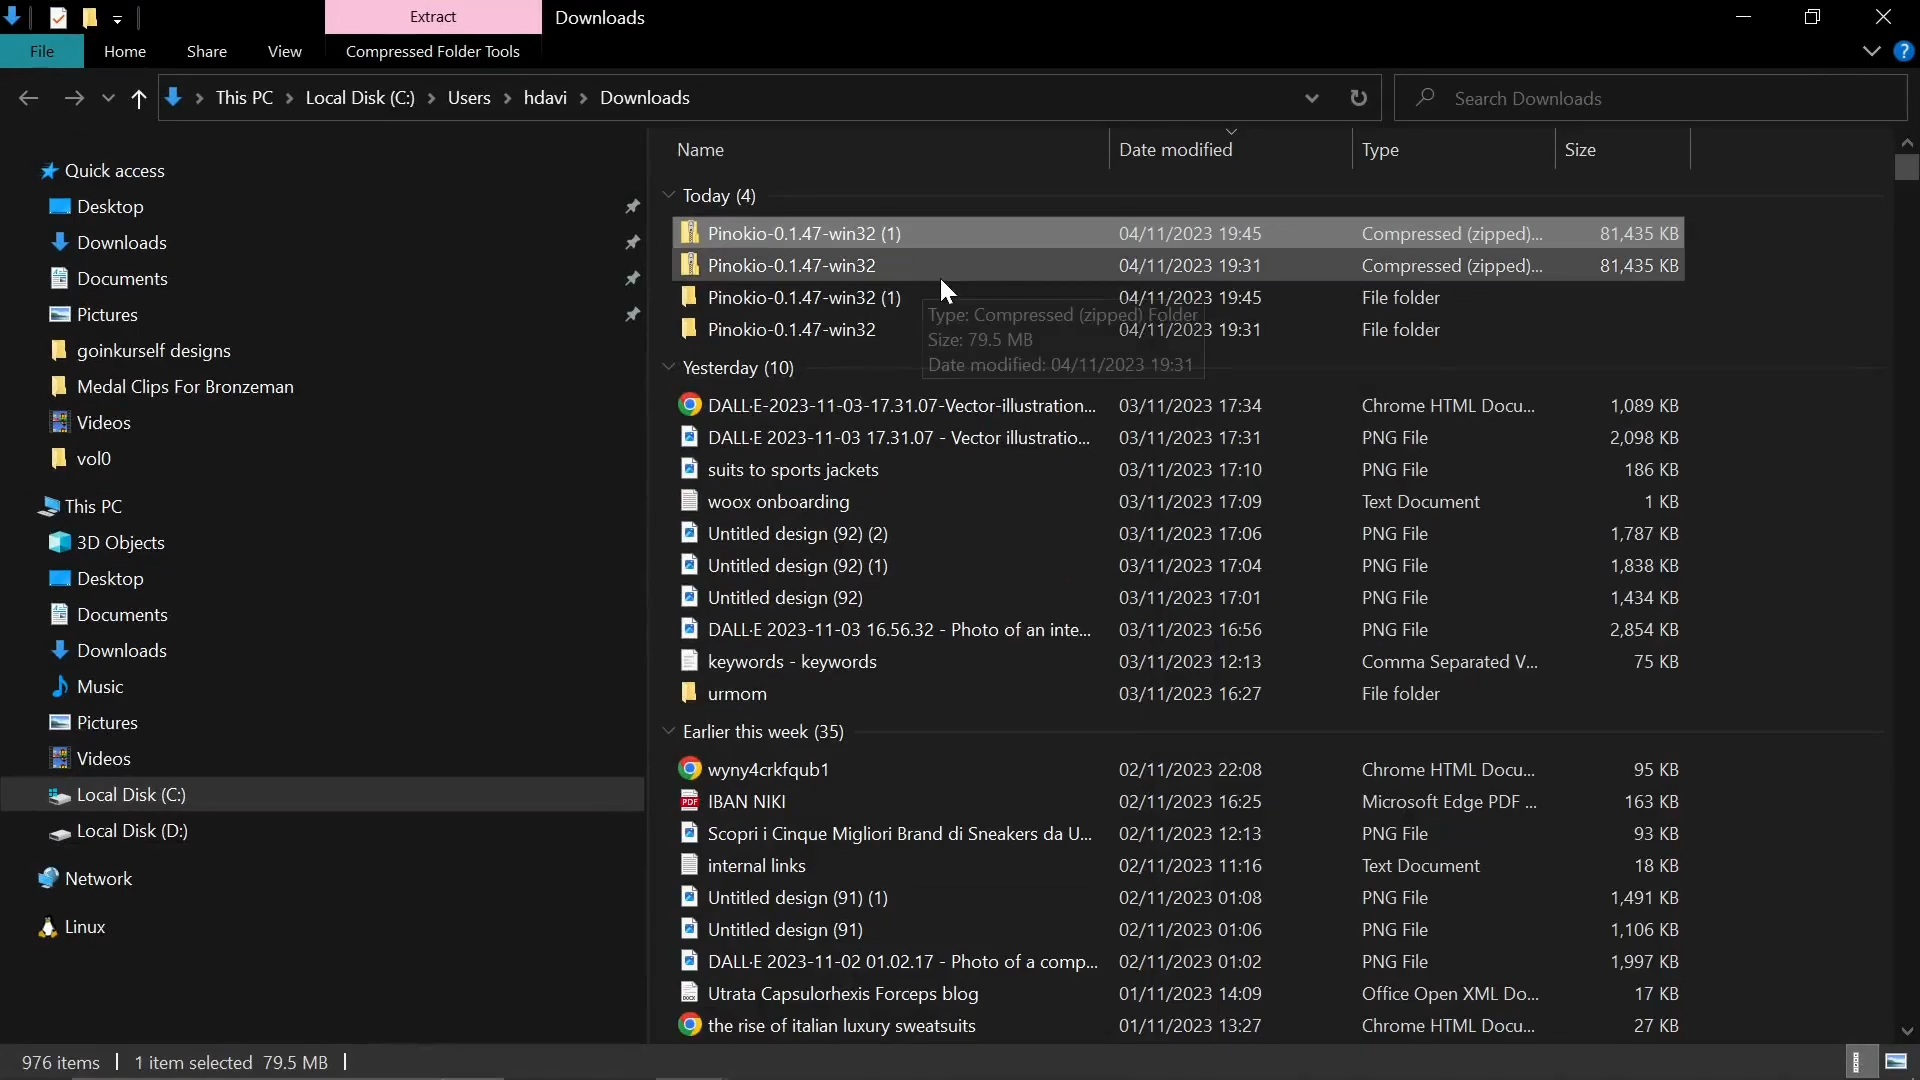 Extract
Downloads
File
Home
Share
View
Compressed Folder Tools
This PC
Local Disk (C:)
Users
hdavi
Downloads
Search Downloads
Name
Date modified
Type
Size
Quick access
Desktop
Downloads
Documents
Pictures
goinkurself designs
Medal Clips For Bronzeman
Videos
vol0
This PC
3D Objects
Desktop
Documents
Downloads
Music
Pictures
Videos
Local Disk (C:)
Local Disk (D:)
Network
Linux
Today (4)
Pinokio-0.1.47-win32 (1) 04/11/2023 19:45 Compressed (zipped)... 81,435 KB
Pinokio-0.1.47-win32 04/11/2023 19:31 Compressed (zipped)... 81,435 KB
Pinokio-0.1.47-win32 (1) 04/11/2023 19:45 File folder
Pinokio-0.1.47-win32 04/11/2023 19:31 File folder
Type: Compressed (zipped) Folder
Size: 79.5 MB
Date modified: 04/11/2023 19:31
Yesterday (10)
DALL·E-2023-11-03-17.31.07-Vector-illustration... 03/11/2023 17:34 Chrome HTML Docu... 1,089 KB
DALL·E 2023-11-03 17.31.07 - Vector illustratio... 03/11/2023 17:31 PNG File 2,098 KB
suits to sports jackets 03/11/2023 17:10 PNG File 186 KB
woox onboarding 03/11/2023 17:09 Text Document 1 KB
Untitled design (92) (2) 03/11/2023 17:06 PNG File 1,787 KB
Untitled design (92) (1) 03/11/2023 17:04 PNG File 1,838 KB
Untitled design (92) 03/11/2023 17:01 PNG File 1,434 KB
DALL·E 2023-11-03 16.56.32 - Photo of an inte... 03/11/2023 16:56 PNG File 2,854 KB
keywords - keywords 03/11/2023 12:13 Comma Separated V... 75 KB
urmom 03/11/2023 16:27 File folder
Earlier this week (35)
wyny4crkfqub1 02/11/2023 22:08 Chrome HTML Docu... 95 KB
PDF IBAN NIKI 02/11/2023 16:25 Microsoft Edge PDF ... 163 KB
Scopri i Cinque Migliori Brand di Sneakers da U... 02/11/2023 12:13 PNG File 93 KB
internal links 02/11/2023 11:16 Text Document 18 KB
Untitled design (91) (1) 02/11/2023 01:08 PNG File 1,491 KB
Untitled design (91) 02/11/2023 01:06 PNG File 1,106 KB
DALL·E 2023-11-02 01.02.17 - Photo of a comp... 02/11/2023 01:02 PNG File 1,997 KB
Utrata Capsulorhexis Forceps blog 01/11/2023 14:09 Office Open XML Do... 17 KB
the rise of italian luxury sweatsuits 01/11/2023 13:27 Chrome HTML Docu... 27 KB
976 items
1 item selected 79.5 MB